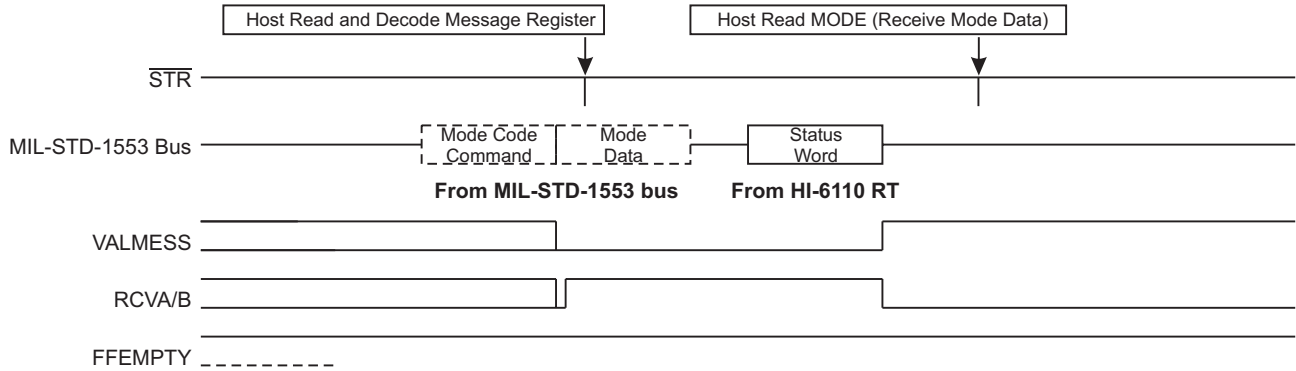 Host Read and Decode Message Register
Host Read MODE (Receive Mode Data)
STR
MIL-STD-1553 Bus
Mode Code
Command
Mode
Data
Status
Word
From MIL-STD-1553 bus
From HI-6110 RT
VALMESS
RCVA/B
FFEMPTY